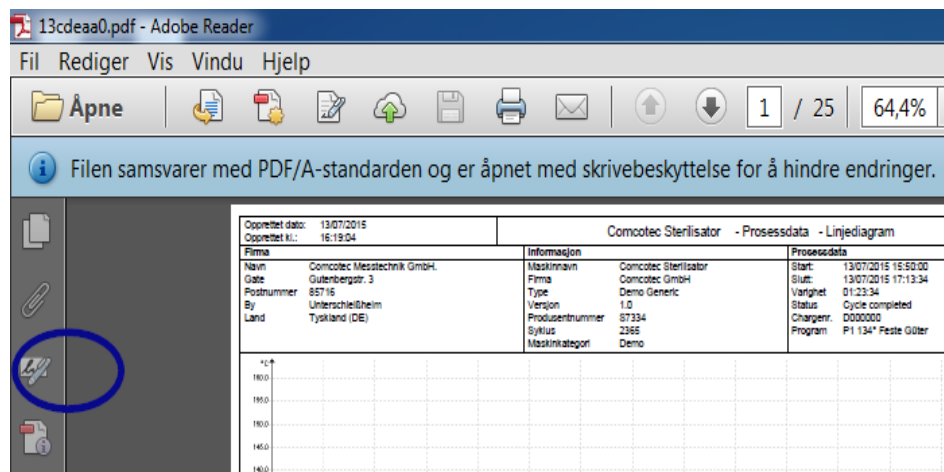 13cdeaa0.pdf - Adobe Reader
Fil Rediger Vis Vindu Hjelp
Åpne 1 / 25 64,4%
Filen samsvarer med PDF/A-standarden og er åpnet med skrivebeskyttelse for å hindre endringer.
Opprettet dato: 13/07/2015
Opprettet kl.: 16:19:04
Comcotec Sterilisator - Prosessdata - Linjediagram
Firma
Navn Comcotec Messtechnik GmbH.
Gate Gutenbergstr. 3
Postnummer 85716
By Unterschleißheim
Land Tyskland (DE)
Informasjon
Maskinnavn Comcotec Sterilisator
Firma Comcotec GmbH
Type Demo Generic
Versjon 1.0
Produsentnummer S7334
Syklus 2365
Maskinkategori Demo
Prosessdata
Start: 13/07/2015 15:50:00
Slutt: 13/07/2015 17:13:34
Varighet 01:23:34
Status Cycle completed
Chargenr. D000000
Program P1 134° Feste Güter
°C
150.0
145.0
140.0